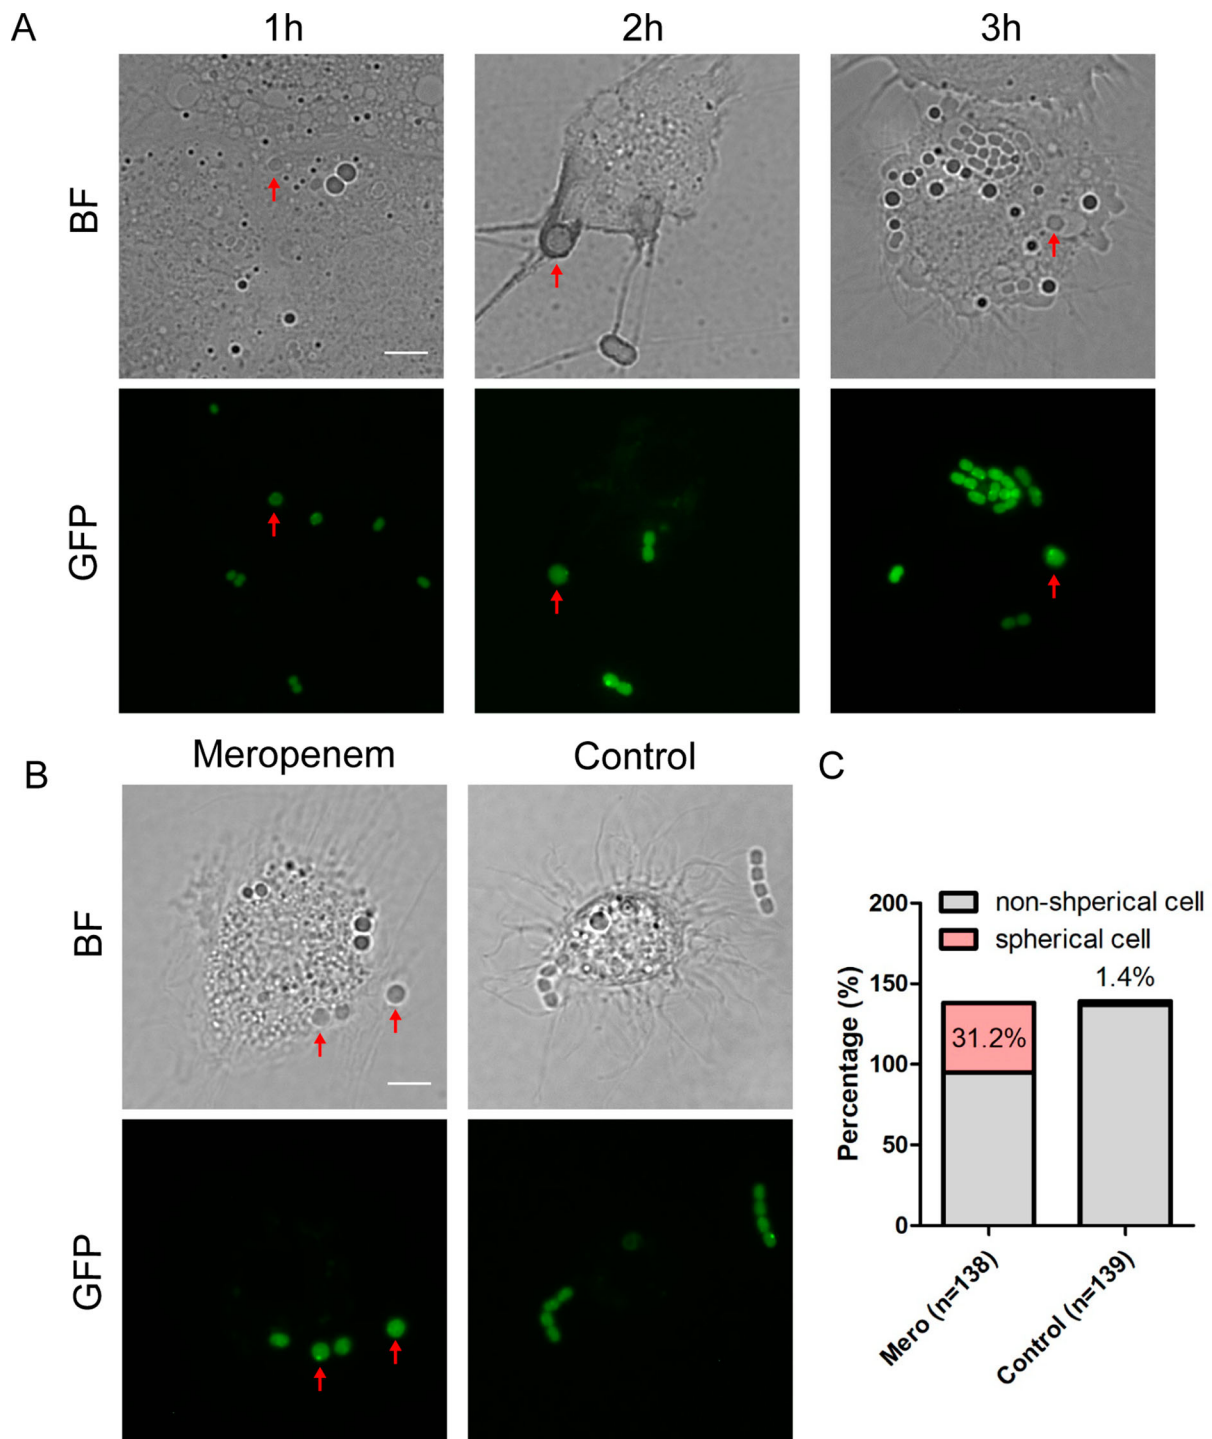 A
1h
2h
3h
BF
GFP
B
Meropenem
Control
BF
GFP
C
non-shperical cell
spherical cell
1.4%
31.2%
Percentage (%)
200
150
100
50
0
Mero (n=138)
Control (n=139)